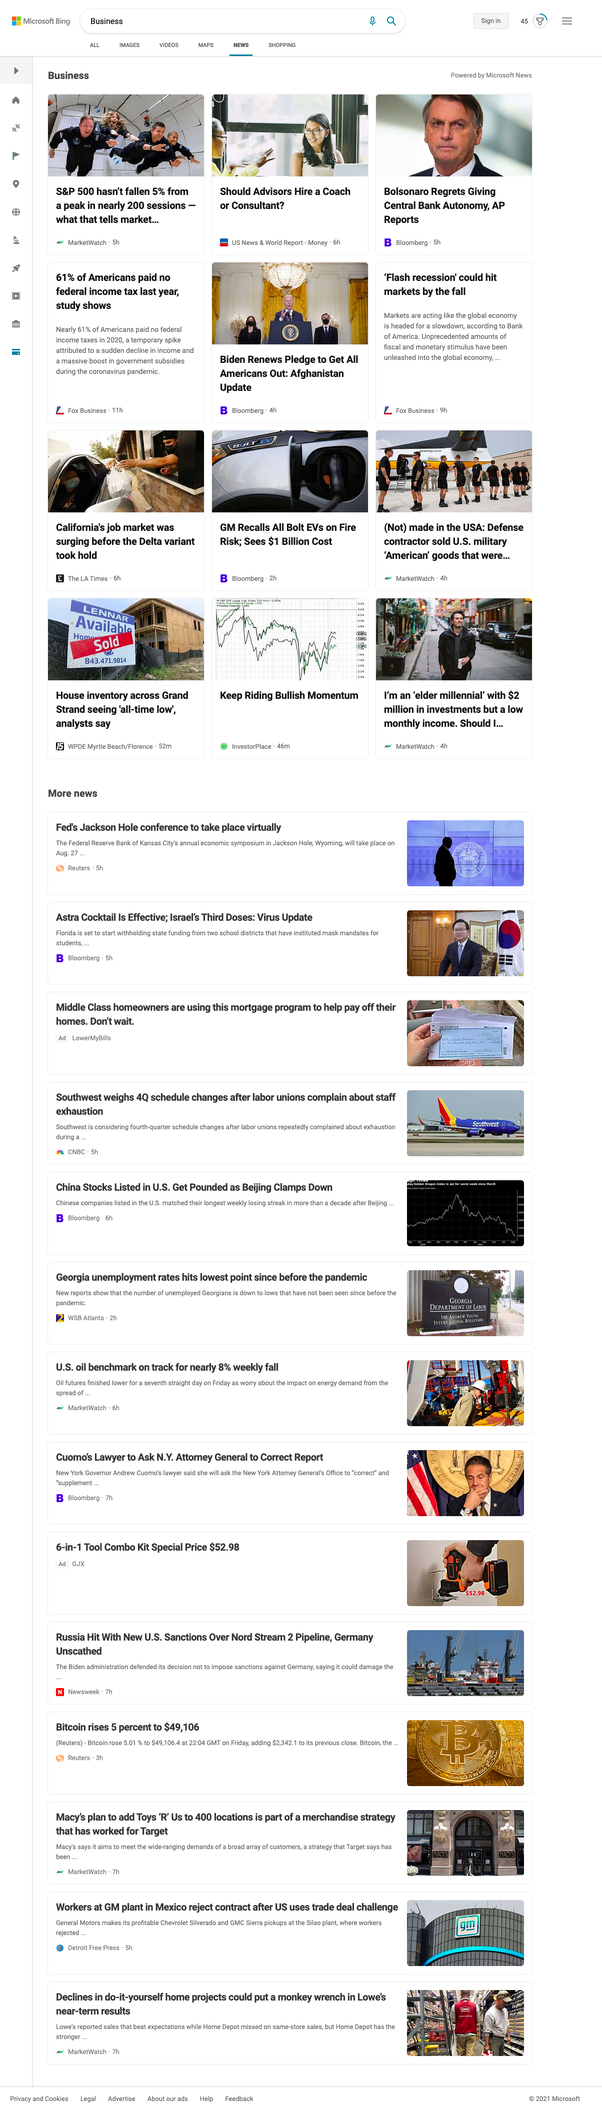 Microsoft Bing
Business
Sign in
45
ALL IMAGES VIDEOS MAPS NEWS SHOPPING
Business
Powered by Microsoft News
S&P 500 hasn't fallen 5% from
a peak in nearly 200 sessions —
what that tells market...
MarketWatch · 5h
Should Advisors Hire a Coach
or Consultant?
US News & World Report - Money · 6h
Bolsonaro Regrets Giving
Central Bank Autonomy, AP
Reports
Bloomberg · 5h
61% of Americans paid no
federal income tax last year,
study shows
Nearly 61% of Americans paid no federal
income taxes in 2020, a temporary spike
attributed to a sudden decline in income and
a massive boost in government subsidies
during the coronavirus pandemic.
Fox Business · 11h
Biden Renews Pledge to Get All
Americans Out: Afghanistan
Update
Bloomberg · 4h
'Flash recession' could hit
markets by the fall
Markets are acting like the global economy
is headed for a slowdown, according to Bank
of America. Unprecedented amounts of
fiscal and monetary stimulus have been
unleashed into the global economy, ...
Fox Business · 9h
California's job market was
surging before the Delta variant
took hold
The LA Times · 6h
BOLT EV
GM Recalls All Bolt EVs on Fire
Risk; Sees $1 Billion Cost
Bloomberg · 2h
(Not) made in the USA: Defense
contractor sold U.S. military
'American' goods that were...
MarketWatch · 4h
LENNAR
Available
Sold
843.471.9814
House inventory across Grand
Strand seeing 'all-time low',
analysts say
WPDE Myrtle Beach/Florence · 52m
Keep Riding Bullish Momentum
InvestorPlace · 46m
I'm an 'elder millennial' with $2
million in investments but a low
monthly income. Should I...
MarketWatch · 4h
More news
Fed's Jackson Hole conference to take place virtually
The Federal Reserve Bank of Kansas City's annual economic symposium in Jackson Hole, Wyoming, will take place on
Aug. 27 ...
Reuters · 5h
Astra Cocktail Is Effective; Israel's Third Doses: Virus Update
Florida is set to start withholding state funding from two school districts that have instituted mask mandates for
students, ...
Bloomberg · 5h
Middle Class homeowners are using this mortgage program to help pay off their
homes. Don't wait.
Ad LowerMyBills
Southwest weighs 4Q schedule changes after labor unions complain about staff
exhaustion
Southwest is considering fourth-quarter schedule changes after labor unions repeatedly complained about exhaustion
during a ...
CNBC · 5h
Southwest
China Stocks Listed in U.S. Get Pounded as Beijing Clamps Down
Chinese companies listed in the U.S. matched their longest weekly losing streak in more than a decade after Beijing ...
Bloomberg · 6h
Georgia unemployment rates hits lowest point since before the pandemic
New reports show that the number of unemployed Georgians is down to lows that have not been seen since before the
pandemic.
WSB Atlanta · 2h
GEORGIA
DEPARTMENT OF LABOR
148 ANDREW YOUNG
INTERNATIONAL BOULEVARD
U.S. oil benchmark on track for nearly 8% weekly fall
Oil futures finished lower for a seventh straight day on Friday as worry about the impact on energy demand from the
spread of ...
MarketWatch · 6h
Cuomo's Lawyer to Ask N.Y. Attorney General to Correct Report
New York Governor Andrew Cuomo's lawyer said she will ask the New York Attorney General's Office to "correct" and
"supplement ...
Bloomberg · 7h
6-in-1 Tool Combo Kit Special Price $52.98
Ad GJX
$52.98
Russia Hit With New U.S. Sanctions Over Nord Stream 2 Pipeline, Germany
Unscathed
The Biden administration defended its decision not to impose sanctions against Germany, saying it could damage the
...
Newsweek · 7h
Bitcoin rises 5 percent to $49,106
(Reuters) - Bitcoin rose 5.01 % to $49,106.4 at 22:04 GMT on Friday, adding $2,342.1 to its previous close. Bitcoin, the ...
Reuters · 3h
Macy's plan to add Toys 'R' Us to 400 locations is part of a merchandise strategy
that has worked for Target
Macy's says it aims to meet the wide-ranging demands of a broad array of customers, a strategy that Target says has
been ...
MarketWatch · 7h
Workers at GM plant in Mexico reject contract after US uses trade deal challenge
General Motors makes its profitable Chevrolet Silverado and GMC Sierra pickups at the Silao plant, where workers
rejected ...
Detroit Free Press · 5h
gm
Declines in do-it-yourself home projects could put a monkey wrench in Lowe's
near-term results
Lowe's reported sales that beat expectations while Home Depot missed on same-store sales, but Home Depot has the
stronger ...
MarketWatch · 7h
Privacy and Cookies Legal Advertise About our ads Help Feedback
© 2021 Microsoft